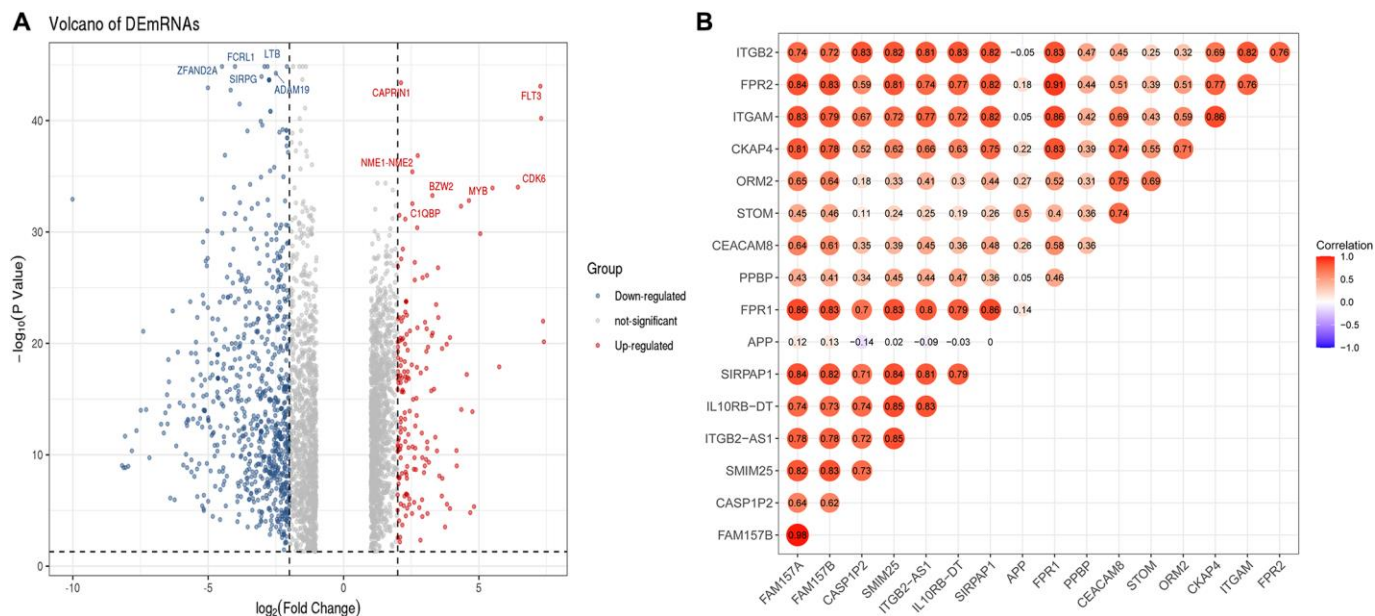 A
Volcano of DEmRNAs
ZFAND2A
FCRL1
LTB
SIRPG
ADAM19
CAPRIN1
FLT3
NME1-NME2
BZW2
MYB
CDK6
C1QBP
40
30
20
10
0
−log₁₀(P Value)
-10
-5
0
5
log₂(Fold Change)
Group
Down-regulated
not-significant
Up-regulated
B
ITGB2 0.74 0.72 0.83 0.82 0.81 0.83 0.82 −0.05 0.83 0.47 0.45 0.25 0.32 0.69 0.82 0.76
FPR2 0.84 0.83 0.59 0.81 0.74 0.77 0.82 0.18 0.91 0.44 0.51 0.39 0.51 0.77 0.76
ITGAM 0.83 0.79 0.67 0.72 0.77 0.72 0.82 0.05 0.86 0.42 0.69 0.43 0.59 0.86
CKAP4 0.81 0.78 0.52 0.62 0.66 0.63 0.75 0.22 0.83 0.39 0.74 0.55 0.71
ORM2 0.65 0.64 0.18 0.33 0.41 0.3 0.44 0.27 0.52 0.31 0.75 0.69
STOM 0.45 0.46 0.11 0.24 0.25 0.19 0.26 0.5 0.4 0.36 0.74
CEACAM8 0.64 0.61 0.35 0.39 0.45 0.36 0.48 0.26 0.58 0.36
PPBP 0.43 0.41 0.34 0.45 0.44 0.47 0.36 0.05 0.46
FPR1 0.86 0.83 0.7 0.83 0.8 0.79 0.86 0.14
APP 0.12 0.13 −0.14 0.02 −0.09 −0.03 0
SIRPAP1 0.84 0.82 0.71 0.84 0.81 0.79
IL10RB−DT 0.74 0.73 0.74 0.85 0.83
ITGB2−AS1 0.78 0.78 0.72 0.85
SMIM25 0.82 0.83 0.73
CASP1P2 0.64 0.62
FAM157B 0.98
FAM157A
FAM157B
CASP1P2
SMIM25
ITGB2−AS1
IL10RB−DT
SIRPAP1
APP
FPR1
PPBP
CEACAM8
STOM
ORM2
CKAP4
ITGAM
FPR2
Correlation
1.0
0.5
0.0
−0.5
−1.0